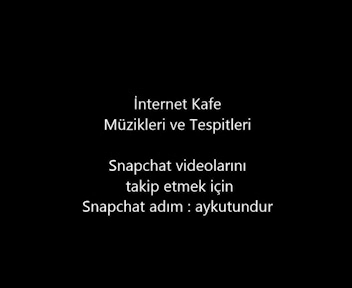 İnternet Kafe
Müzikleri ve Tespitleri
Snapchat videolarını
takip etmek için
Snapchat adım : aykutundur